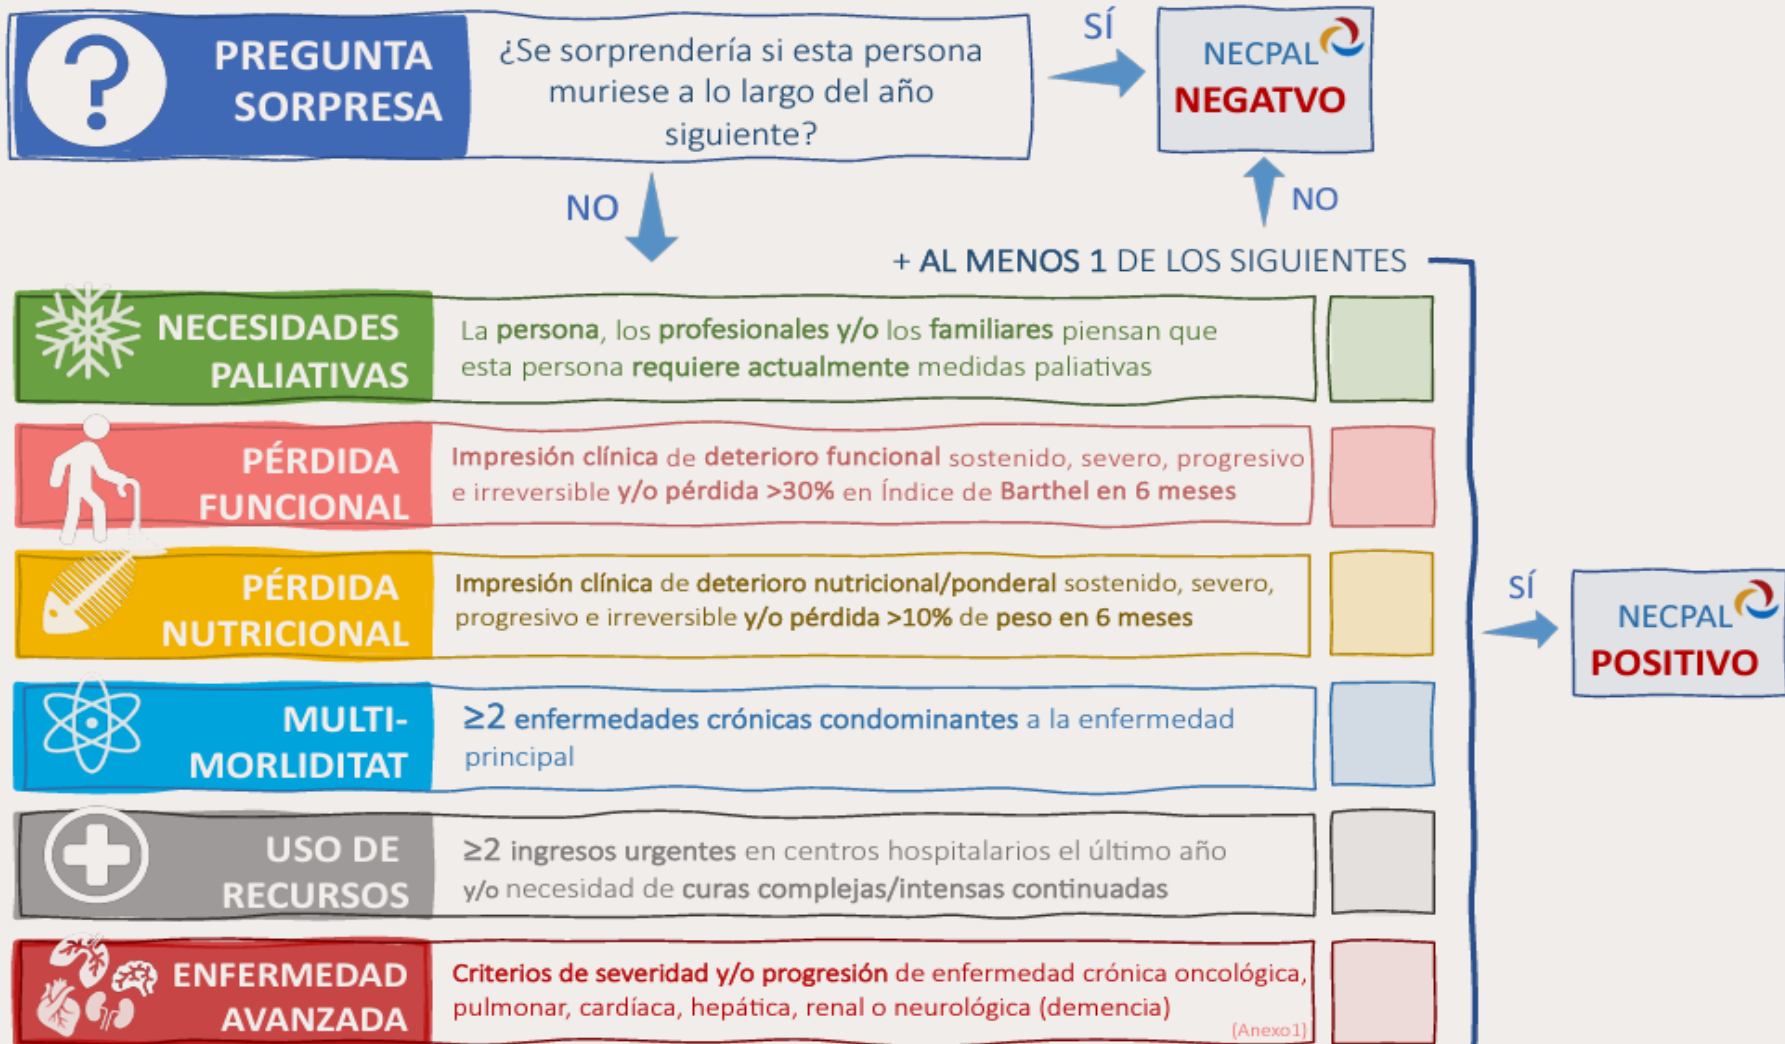 PREGUNTA
SORPRESA
¿Se sorprendería si esta persona
muriese a lo largo del año
siguiente?
SÍ
NECPAL
NEGATVO
NO
NO
+ AL MENOS 1 DE LOS SIGUIENTES
NECESIDADES
PALIATIVAS
La persona, los profesionales y/o los familiares piensan que
esta persona requiere actualmente medidas paliativas
PÉRDIDA
FUNCIONAL
Impresión clínica de deterioro funcional sostenido, severo, progresivo
e irreversible y/o pérdida >30% en Índice de Barthel en 6 meses
PÉRDIDA
NUTRICIONAL
Impresión clínica de deterioro nutricional/ponderal sostenido, severo,
progresivo e irreversible y/o pérdida >10% de peso en 6 meses
SÍ
NECPAL
POSITIVO
MULTI-
MORLIDITAT
≥2 enfermedades crónicas condominantes a la enfermedad
principal
USO DE
RECURSOS
≥2 ingresos urgentes en centros hospitalarios el último año
y/o necesidad de curas complejas/intensas continuadas
ENFERMEDAD
AVANZADA
Criterios de severidad y/o progresión de enfermedad crónica oncológica,
pulmonar, cardíaca, hepática, renal o neurológica (demencia)
(Anexo1)